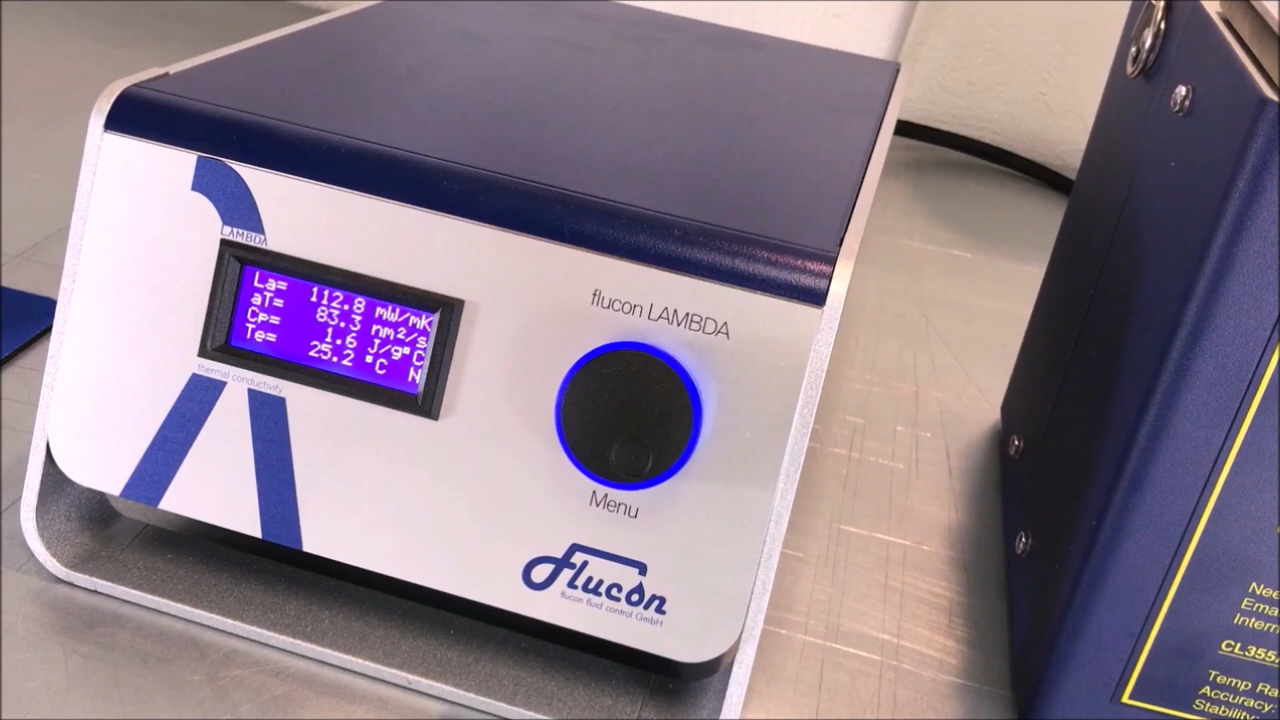 LAMBDA
La= 112.8 mW/mK
aT= 83.3 nm2/s
Cp= 1.6 J/g°C
Te= 25.2 °C N
thermal conductivity
flucon LAMBDA
Menu
flucon
flucon fluid control GmbH
Nee
Ema
Intern
CL355
Temp Ra
Accuracy:
Stability: